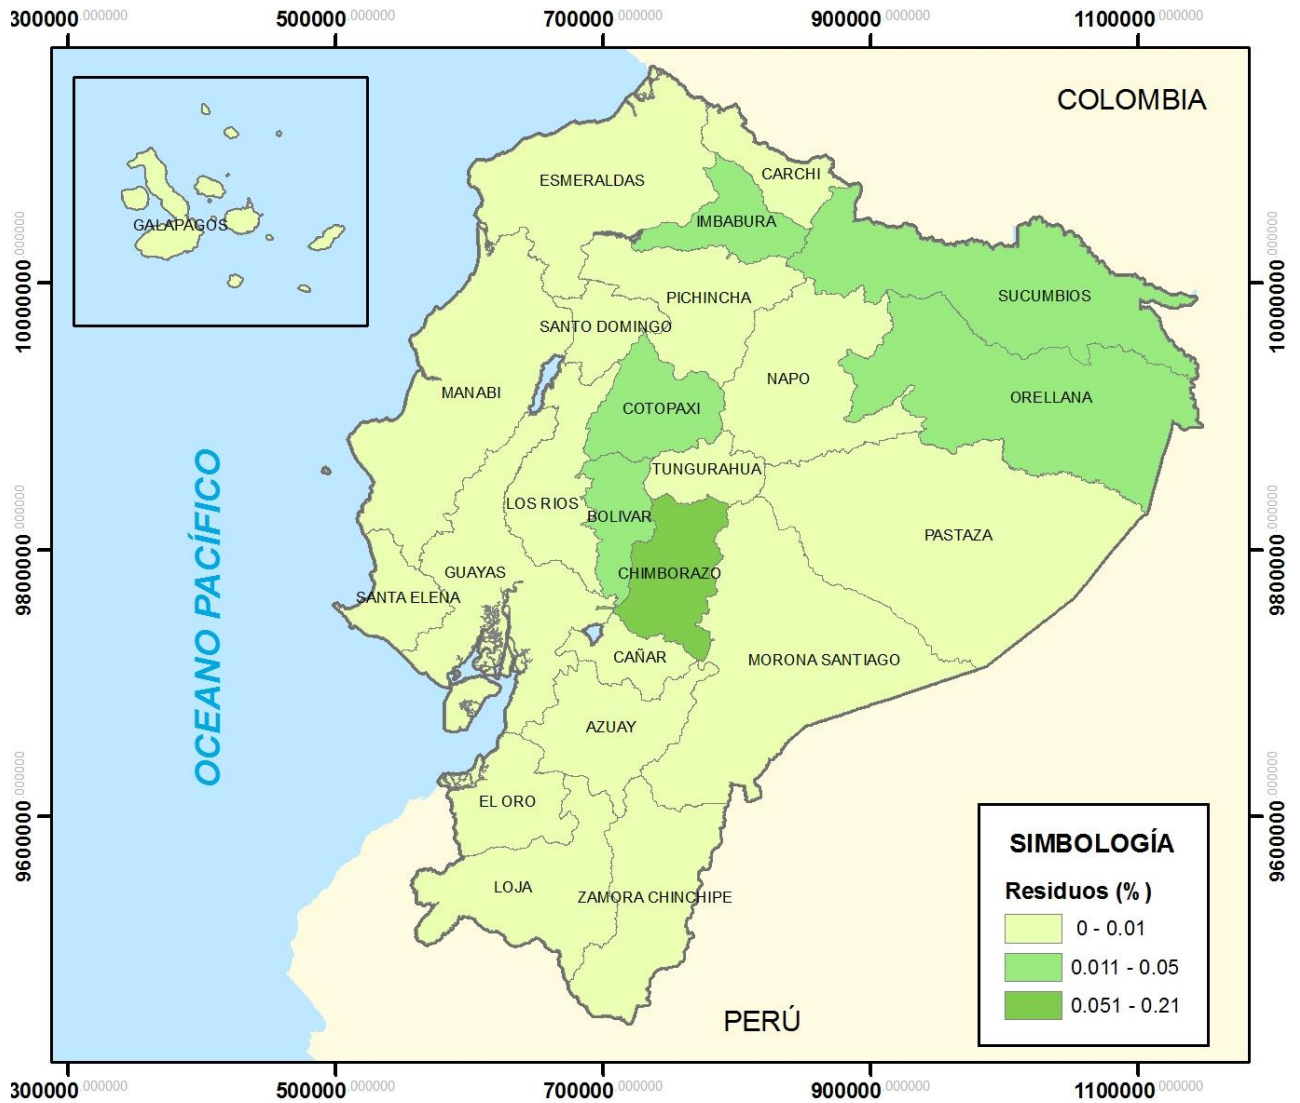 300000.000000 500000.000000 700000.000000 900000.000000 1100000.000000
COLOMBIA
CARCHI
ESMERALDAS
IMBABURA
GALAPAGOS
10000000.000000
10000000.000000
SUCUMBIOS
PICHINCHA
SANTO DOMINGO
NAPO
MANABI
ORELLANA
COTOPAXI
TUNGURAHUA
LOS RIOS
BOLIVAR
PASTAZA
9800000.000000
9800000.000000
GUAYAS
CHIMBORAZO
SANTA ELENA
OCEANO PACÍFICO
CAÑAR
MORONA SANTIAGO
AZUAY
EL ORO
9600000.000000
9600000.000000
LOJA
ZAMORA CHINCHIPE
PERÚ
SIMBOLOGÍA
Residuos (%)
0 - 0.01
0.011 - 0.05
0.051 - 0.21
300000.000000 500000.000000 700000.000000 900000.000000 1100000.000000